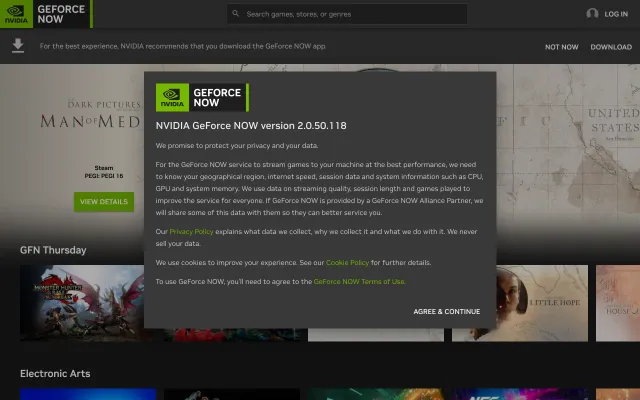 NVIDIA
GEFORCE
NOW
Search games, stores, or genres
LOG IN
For the best experience, NVIDIA recommends that you download the GeForce NOW app.
NOT NOW
DOWNLOAD
DARK PICTURES
MAN OF MED
Steam
PEGI: PEGI 16
VIEW DETAILS
UNITED
STATES
NVIDIA
GEFORCE
NOW
NVIDIA GeForce NOW version 2.0.50.118
We promise to protect your privacy and your data.
For the GeForce NOW service to stream games to your machine at the best performance, we need
to know your geographical region, internet speed, session data and system information such as CPU,
GPU and system memory. We use data on streaming quality, session length and games played to
improve the service for everyone. If GeForce NOW is provided by a GeForce NOW Alliance Partner, we
will share some of this data with them so they can better service you.
Our Privacy Policy explains what data we collect, why we collect it and what we do with it. We never
sell your data.
We use cookies to improve your experience. See our Cookie Policy for further details.
To use GeForce NOW, you'll need to agree to the GeForce NOW Terms of Use.
AGREE & CONTINUE
GFN Thursday
MONSTER HUNTER
LITTLE HOPE
Electronic Arts